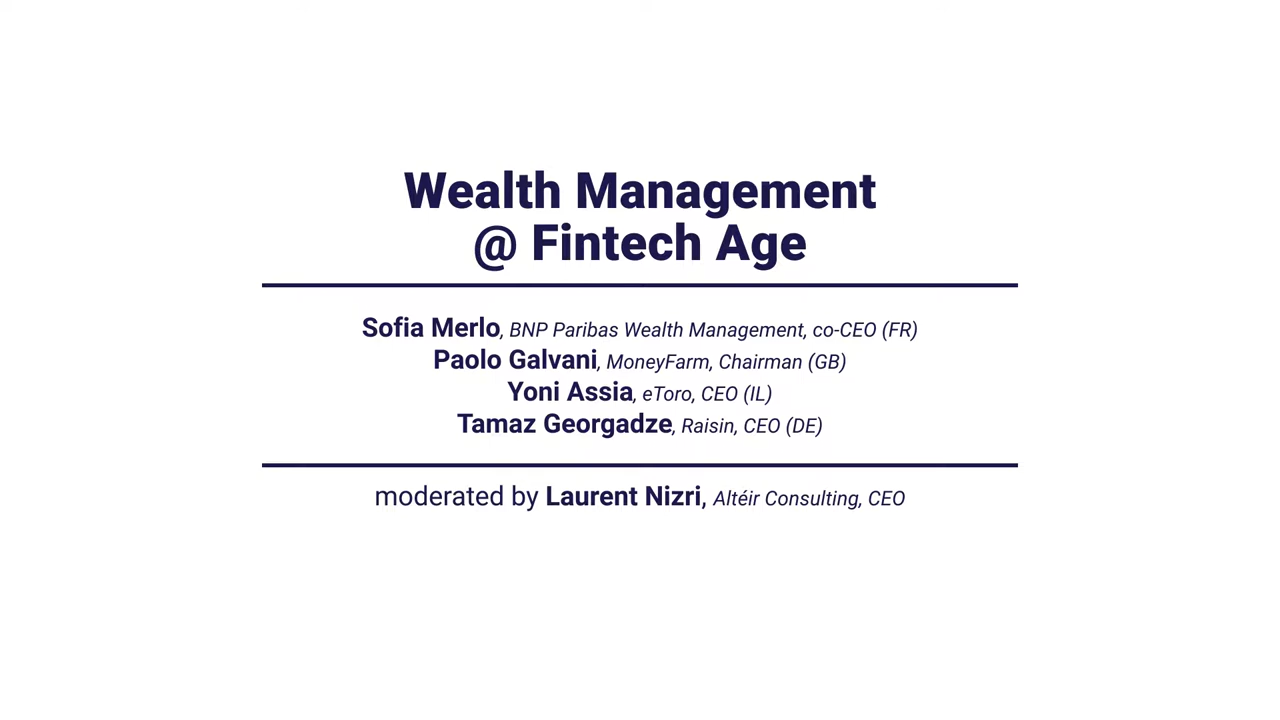 Wealth Management
@ Fintech Age
Sofia Merlo, BNP Paribas Wealth Management, co-CEO (FR)
Paolo Galvani, MoneyFarm, Chairman (GB)
Yoni Assia, eToro, CEO (IL)
Tamaz Georgadze, Raisin, CEO (DE)
moderated by Laurent Nizri, Altéir Consulting, CEO